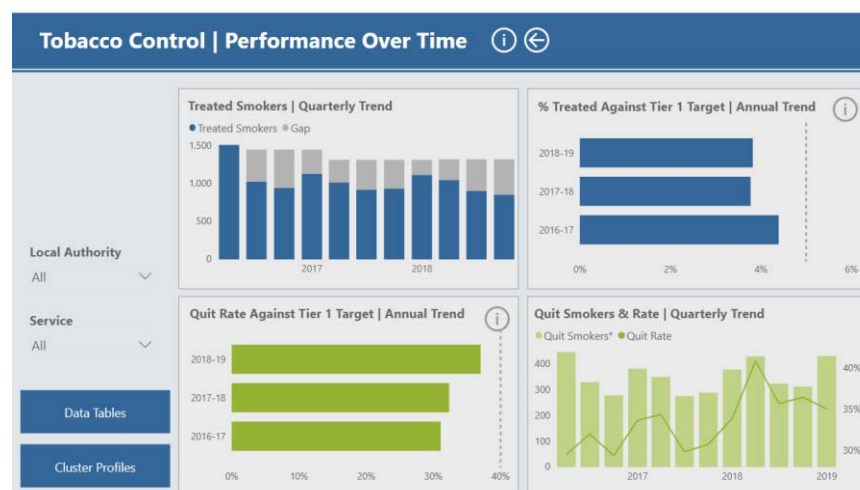 Tobacco Control | Performance Over Time
Treated Smokers | Quarterly Trend
Treated Smokers Gap
1,500
1,000
500
0
2017 2018
% Treated Against Tier 1 Target | Annual Trend
2018-19
2017-18
2016-17
0% 2% 4% 6%
Local Authority
All
Service
All
Data Tables
Cluster Profiles
Quit Rate Against Tier 1 Target | Annual Trend
2018-19
2017-18
2016-17
0% 10% 20% 30% 40%
Quit Smokers & Rate | Quarterly Trend
Quit Smokers* Quit Rate
400
300
200
100
0
40%
35%
30%
2017 2018 2019